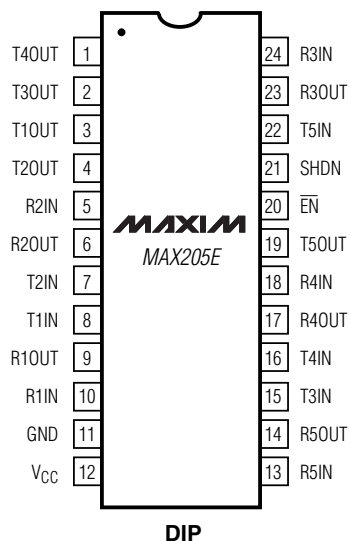 T4OUT 1
T3OUT 2
T1OUT 3
T2OUT 4
R2IN 5
R2OUT 6
T2IN 7
T1IN 8
R1OUT 9
R1IN 10
GND 11
VCC 12
MAXIM
MAX205E
24 R3IN
23 R3OUT
22 T5IN
21 SHDN
20 E̅N̅
19 T5OUT
18 R4IN
17 R4OUT
16 T4IN
15 T3IN
14 R5OUT
13 R5IN
DIP